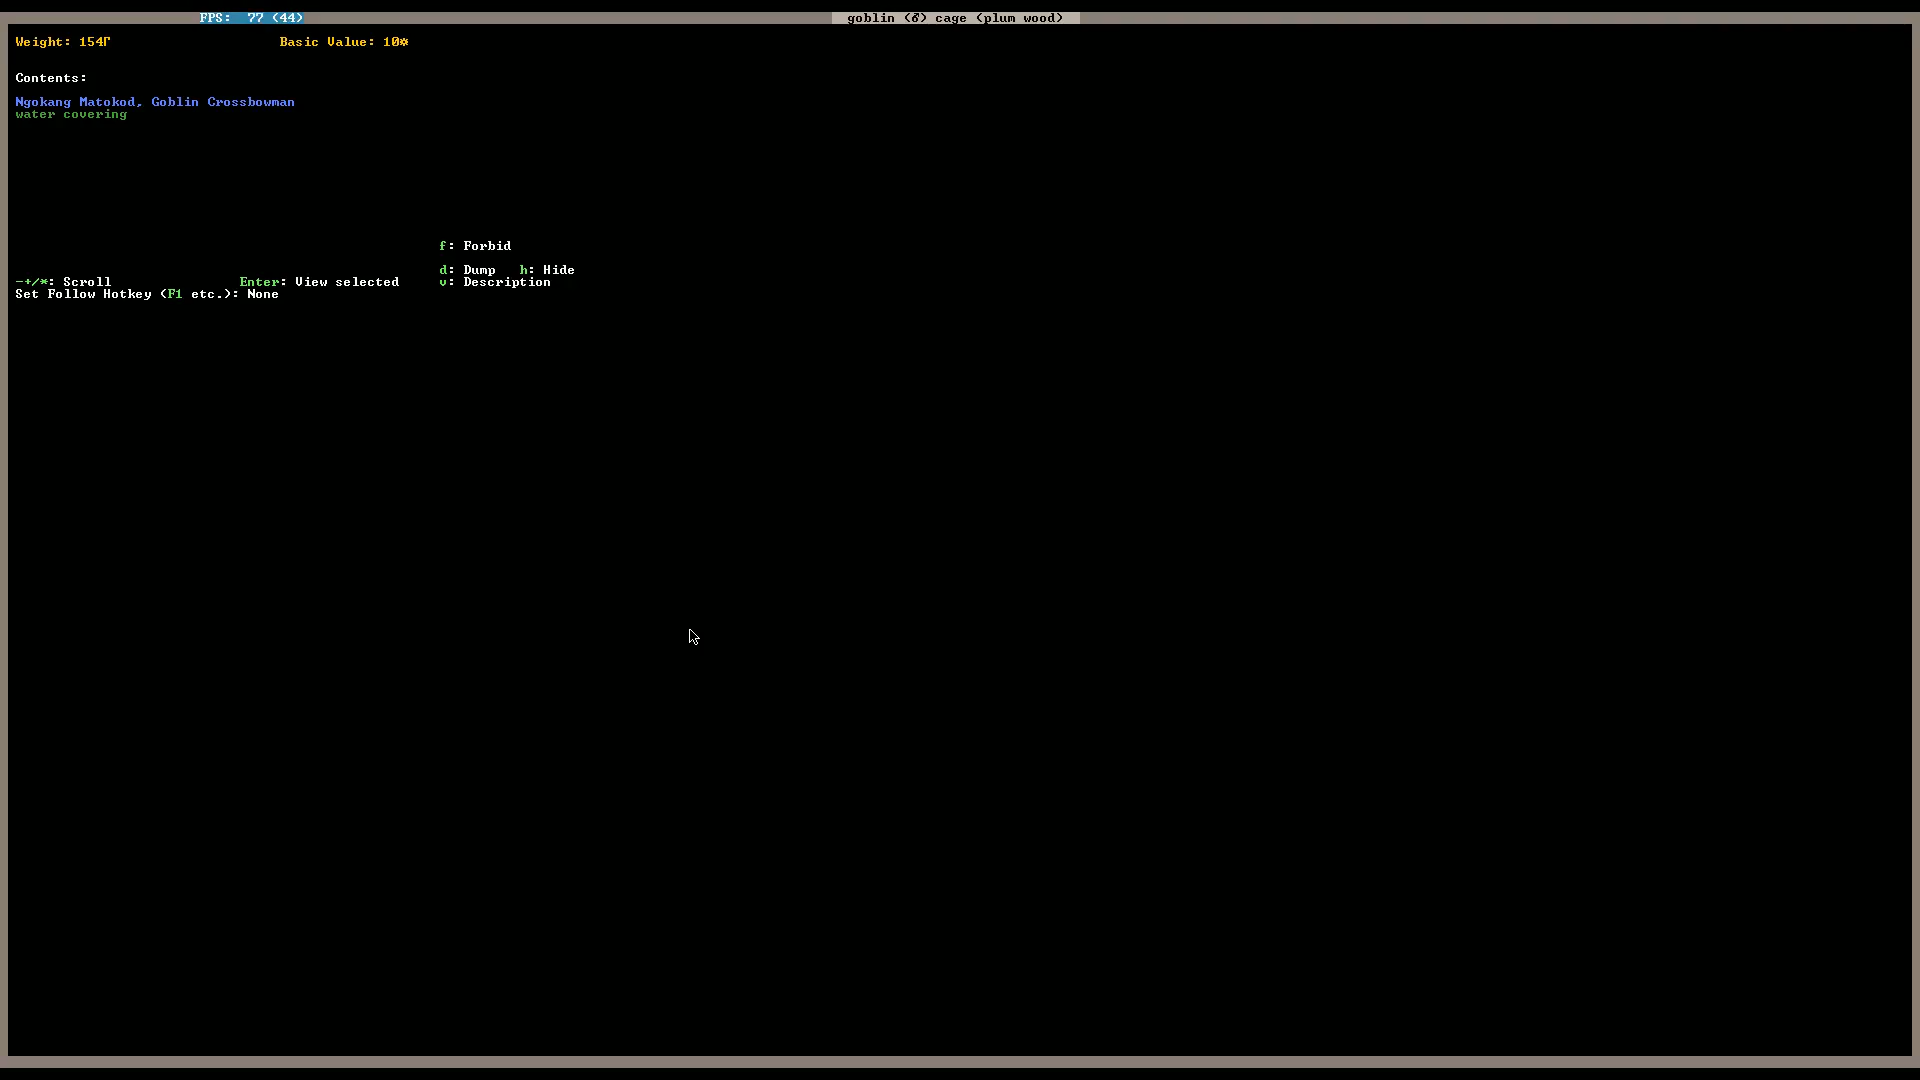 FPS: 77 (44) goblin (♂) cage (plum wood)
Weight: 154Γ Basic Value: 10☼
Contents:
Ngokang Matokod, Goblin Crossbowman
water covering
f: Forbid
d: Dump h: Hide
-+/*: Scroll Enter: View selected v: Description
Set Follow Hotkey (F1 etc.): None